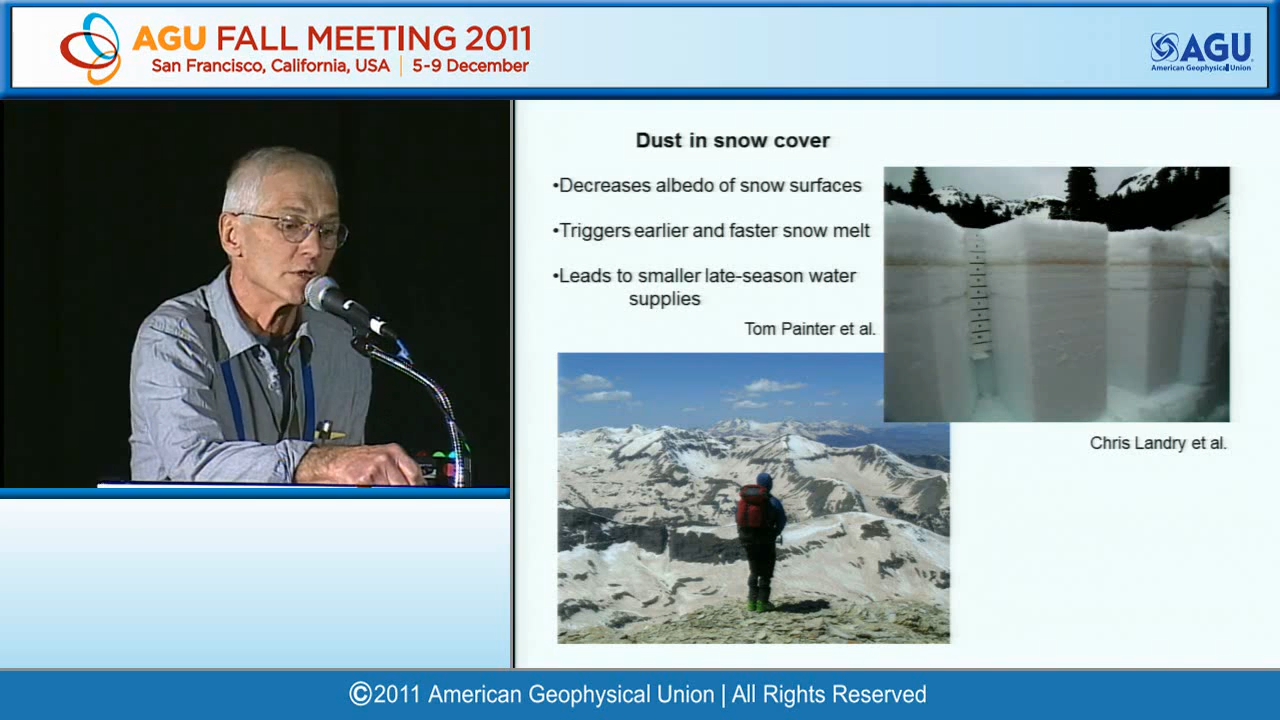 AGU FALL MEETING 2011
San Francisco, California, USA | 5-9 December
AGU
American Geophysical Union
Dust in snow cover
•Decreases albedo of snow surfaces
•Triggers earlier and faster snow melt
•Leads to smaller late-season water
supplies
Tom Painter et al.
Chris Landry et al.
©2011 American Geophysical Union | All Rights Reserved